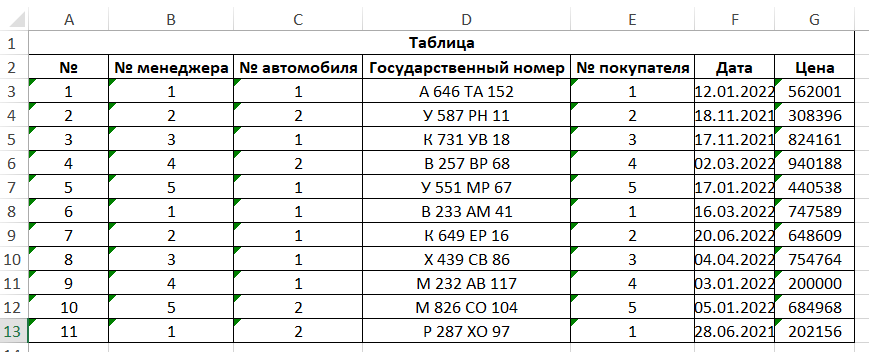 A B C D E F G
1 Таблица
2 № № менеджера № автомобиля Государственный номер № покупателя Дата Цена
3 1 1 1 А 646 ТА 152 1 12.01.2022 562001
4 2 2 2 У 587 РН 11 2 18.11.2021 308396
5 3 3 1 К 731 УВ 18 3 17.11.2021 824161
6 4 4 2 В 257 ВР 68 4 02.03.2022 940188
7 5 5 1 У 551 МР 67 5 17.01.2022 440538
8 6 1 1 В 233 АМ 41 1 16.03.2022 747589
9 7 2 1 К 649 ЕР 16 2 20.06.2022 648609
10 8 3 1 Х 439 СВ 86 3 04.04.2022 754764
11 9 4 1 М 232 АВ 117 4 03.01.2022 200000
12 10 5 2 М 826 СО 104 5 05.01.2022 684968
13 11 1 2 Р 287 ХО 97 1 28.06.2021 202156